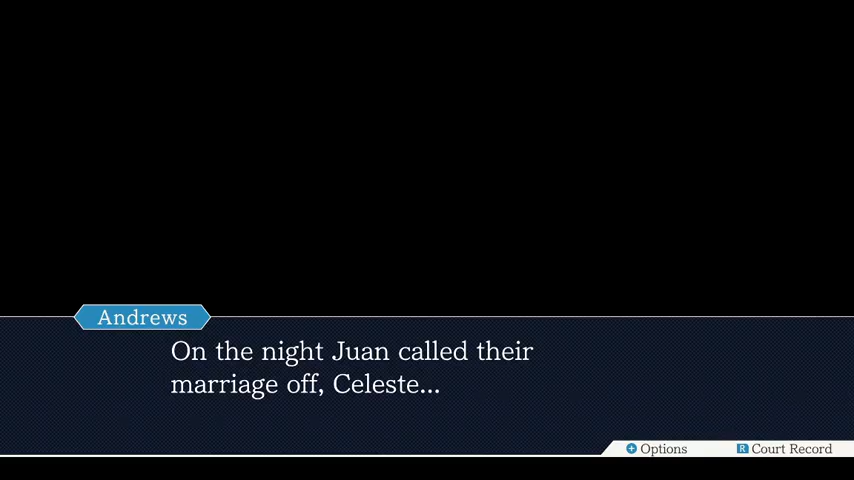 Andrews
On the night Juan called their
marriage off, Celeste...
+ Options
R Court Record